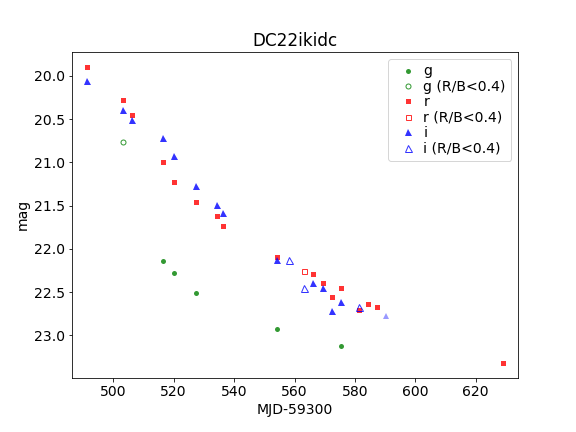 DC22ikidc
mag
20.0
20.5
21.0
21.5
22.0
22.5
23.0
g
g (R/B<0.4)
r
r (R/B<0.4)
i
i (R/B<0.4)
500 520 540 560 580 600 620
MJD-59300